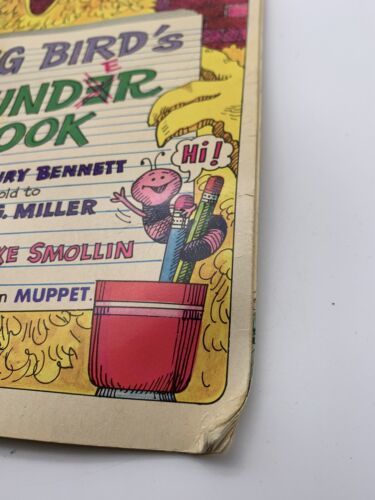 G BIRD's
E
UNDER
OOK
URY BENNETT
old to
G. MILLER
KE SMOLLIN
n MUPPET.
Hi!